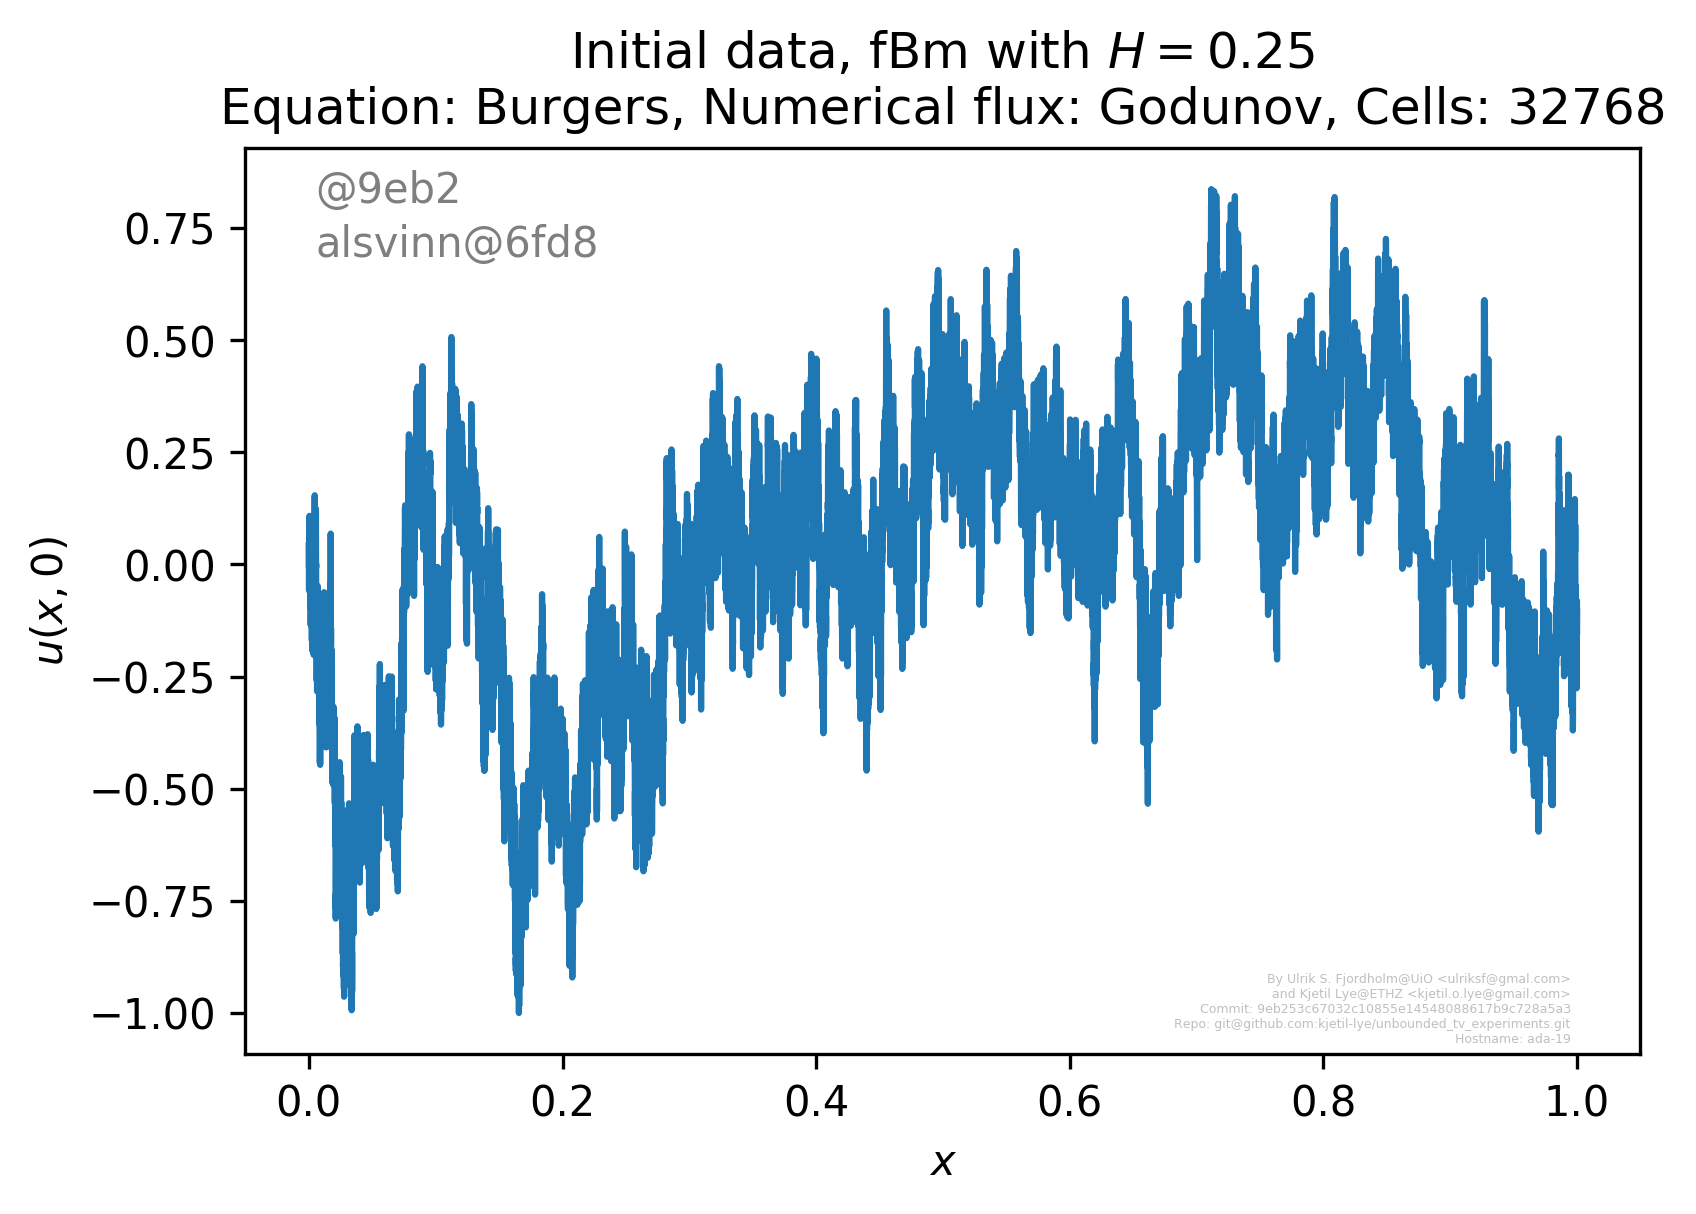 Initial data, fBm with H = 0.25
Equation: Burgers, Numerical flux: Godunov, Cells: 32768
@9eb2
alsvinn@6fd8
0.75
0.50
0.25
0.00
−0.25
−0.50
−0.75
−1.00
u(x, 0)
By Ulrik S. Fjordholm@UiO <ulriksf@gmal.com>
and Kjetil Lye@ETHZ <kjetil.o.lye@gmail.com>
Commit: 9eb253c67032c10855e14548088617b9c728a5a3
Repo: git@github.com:kjetil-lye/unbounded_tv_experiments.git
Hostname: ada-19
0.0 0.2 0.4 0.6 0.8 1.0
x